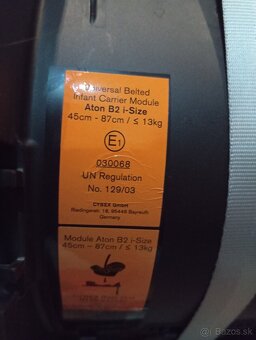 Universal Belted
Infant Carrier Module
Aton B2 i-Size
45cm - 87cm / ≤ 13kg
E1
030068
UN Regulation
No. 129/03
CYBEX GmbH
Riedingerstr. 18, 95448 Bayreuth
Germany
Module Aton B2 i-Size
45cm - 87cm / ≤ 13kg
© bazos.sk